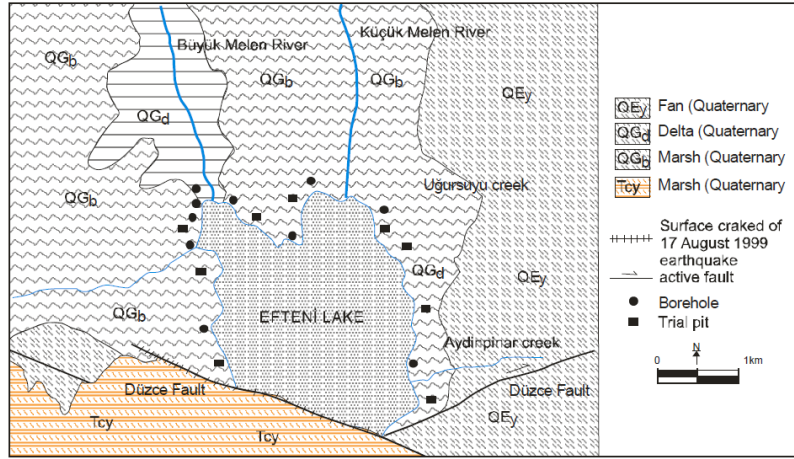 Büyük Melen River
Küçük Melen River
QGb
QGb
QGb
QEy
QGd
QGb
Uğursuyu creek
QEy
QGd
QGb
EFTENİ LAKE
Aydinpinar creek
Düzce Fault
Düzce Fault
QEy
Tcy
Tcy
QEy Fan (Quaternary
QGd Delta (Quaternary
QGb Marsh (Quaternary
Tcy Marsh (Quaternary
Surface craked of
17 August 1999
earthquake
active fault
Borehole
Trial pit
N
0 1km